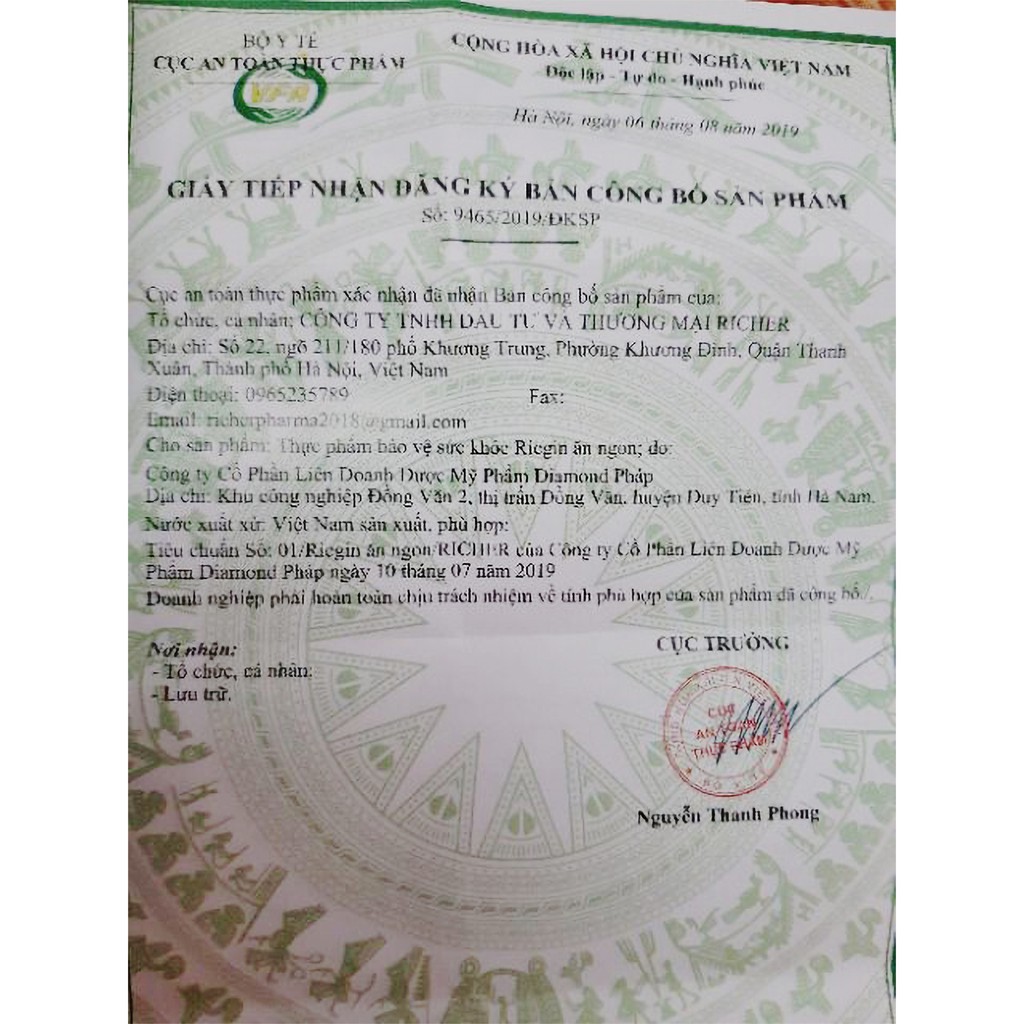 BỘ Y TẾ
CỤC AN TOÀN THỰC PHẨM
VFA
CỘNG HÒA XÃ HỘI CHỦ NGHĨA VIỆT NAM
Độc lập - Tự do - Hạnh phúc
Hà Nội, ngày 06 tháng 08 năm 2019
GIẤY TIẾP NHẬN ĐĂNG KÝ BẢN CÔNG BỐ SẢN PHẨM
Số: 9465/2019/ĐKSP
Cục an toàn thực phẩm xác nhận đã nhận Bản công bố sản phẩm của:
Tổ chức, cá nhân: CÔNG TY TNHH ĐẦU TƯ VÀ THƯƠNG MẠI RICHER
Địa chỉ: Số 22, ngõ 211/180 phố Khương Trung, Phường Khương Đình, Quận Thanh
Xuân, Thành phố Hà Nội, Việt Nam
Điện thoại: 0965235789 Fax:
Email: richerpharma2018@gmail.com
Cho sản phẩm: Thực phẩm bảo vệ sức khỏe Ricgin ăn ngon; do:
Công ty Cổ Phần Liên Doanh Dược Mỹ Phẩm Diamond Pháp
Địa chỉ: Khu công nghiệp Đồng Văn 2, thị trấn Đồng Văn, huyện Duy Tiên, tỉnh Hà Nam.
Nước xuất xứ: Việt Nam sản xuất, phù hợp:
Tiêu chuẩn Số: 01/Ricgin ăn ngon/RICHER của Công ty Cổ Phần Liên Doanh Dược Mỹ
Phẩm Diamond Pháp ngày 10 tháng 07 năm 2019
Doanh nghiệp phải hoàn toàn chịu trách nhiệm về tính phù hợp của sản phẩm đã công bố./.
Nơi nhận:
- Tổ chức, cá nhân;
- Lưu trữ.
CỤC TRƯỞNG
CỤC
AN TOÀN
THỰC PHẨM
Nguyễn Thanh Phong